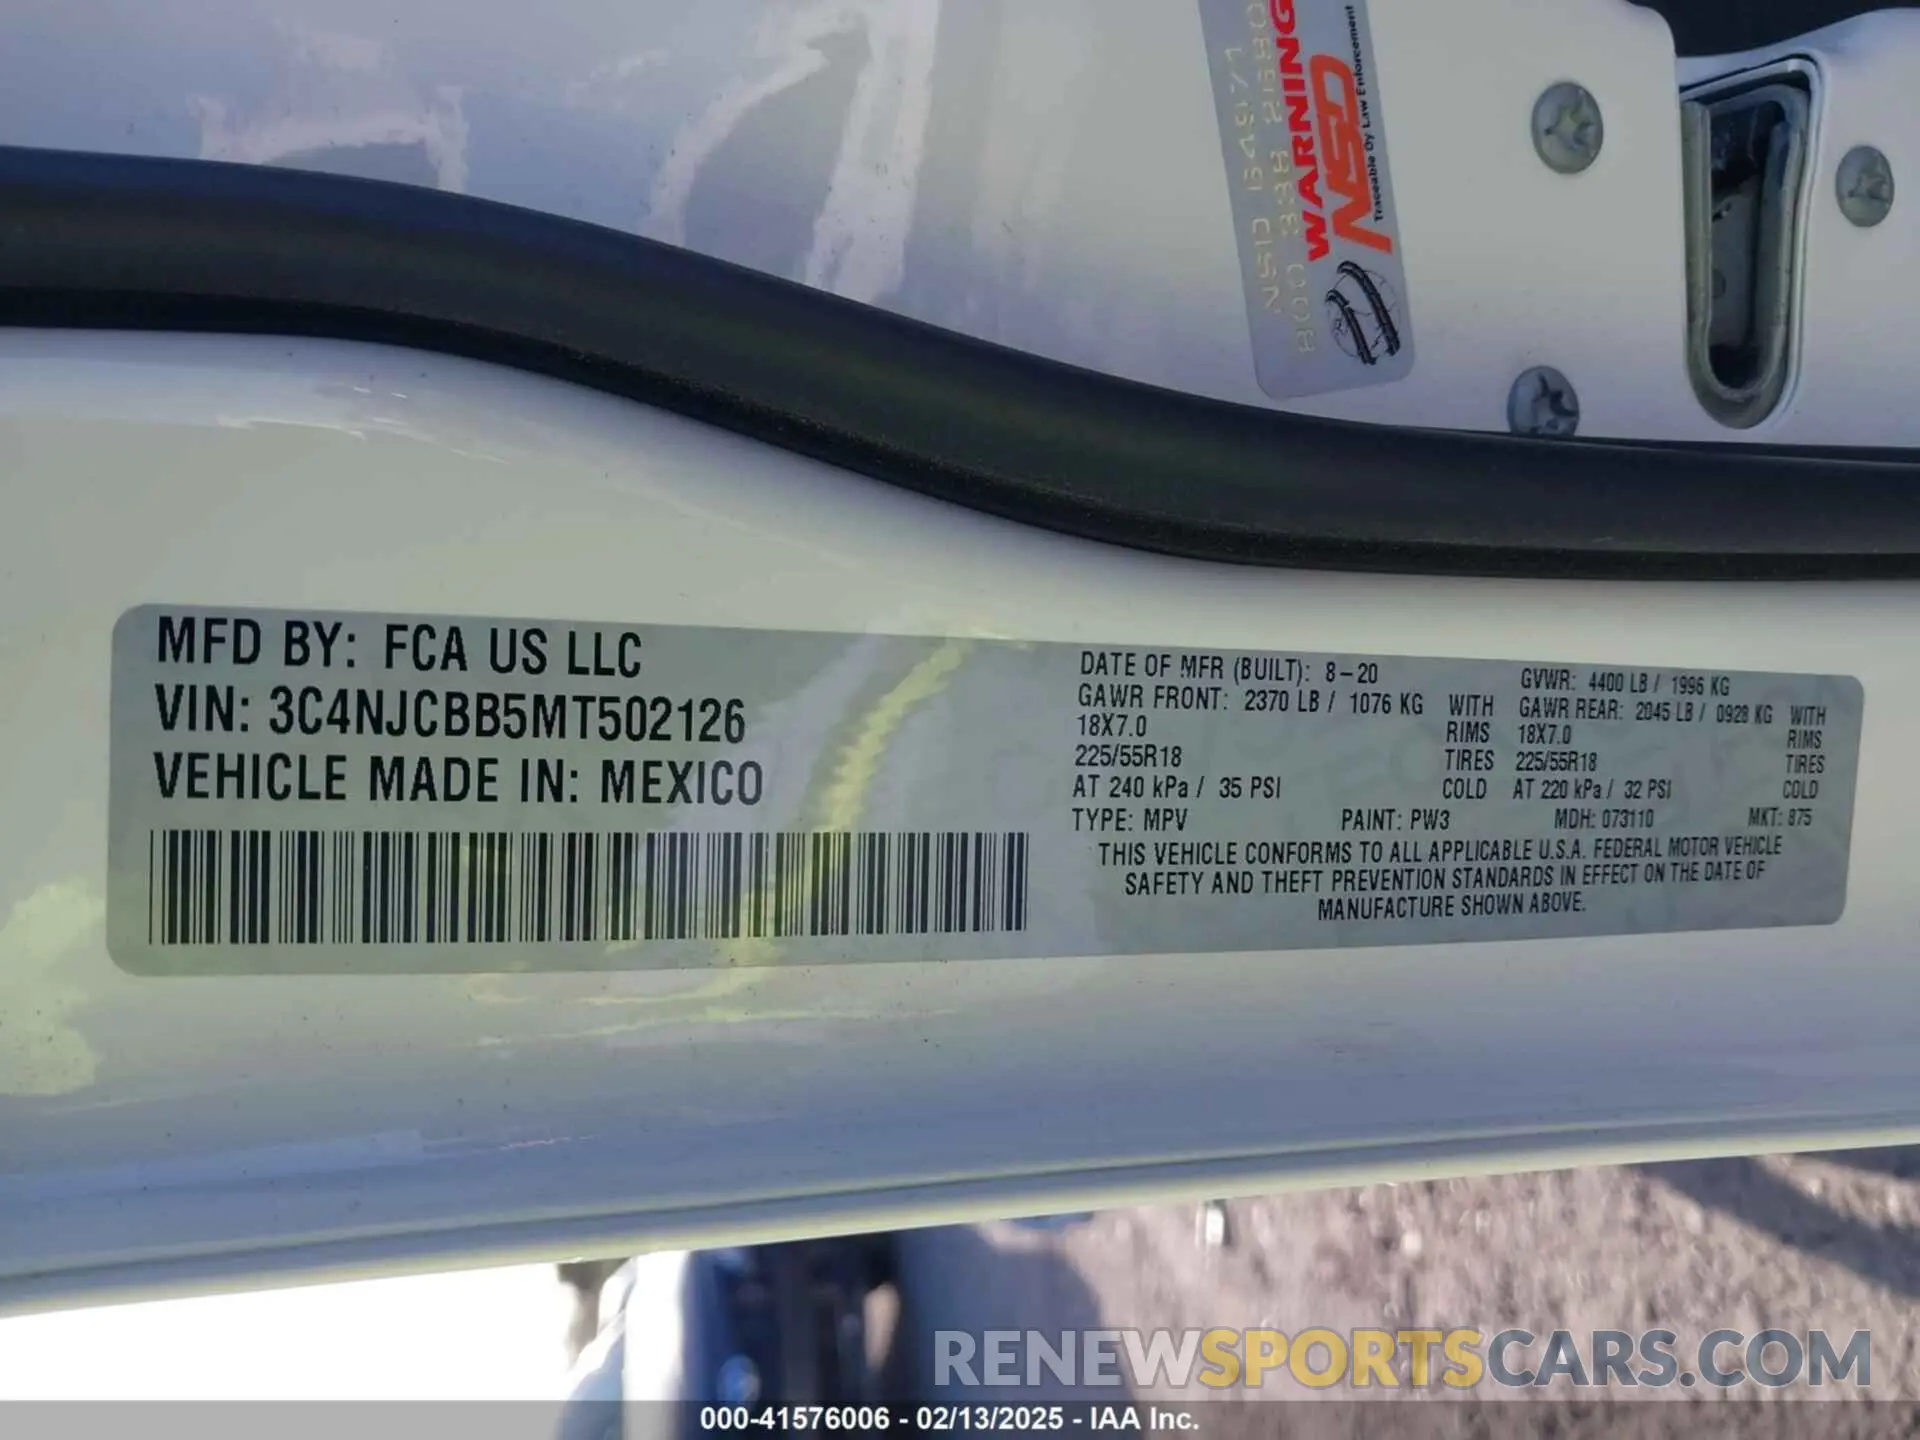 NSD G4971
8000 338 2880
WARNING
NSD
Traceable By Law Enforcement
MFD BY: FCA US LLC
VIN: 3C4NJCBB5MT502126
VEHICLE MADE IN: MEXICO
DATE OF MFR (BUILT): 8-20 GVWR: 4400 LB / 1996 KG
GAWR FRONT: 2370 LB / 1076 KG WITH GAWR REAR: 2045 LB / 0928 KG WITH
18X7.0 RIMS 18X7.0 RIMS
225/55R18 TIRES 225/55R18 TIRES
AT 240 kPa / 35 PSI COLD AT 220 kPa / 32 PSI COLD
TYPE: MPV PAINT: PW3 MDH: 073110 MKT: 875
THIS VEHICLE CONFORMS TO ALL APPLICABLE U.S.A. FEDERAL MOTOR VEHICLE
SAFETY AND THEFT PREVENTION STANDARDS IN EFFECT ON THE DATE OF
MANUFACTURE SHOWN ABOVE.
RENEWSPORTSCARS.COM
000-41576006 - 02/13/2025 - IAA Inc.